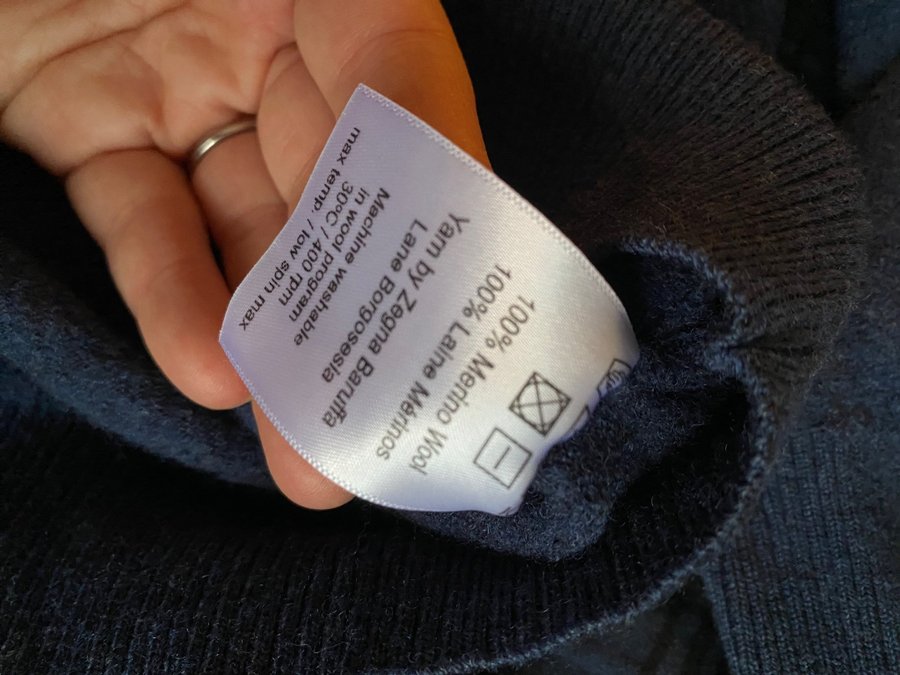 100% Merino Wool
100% Laine Mérinos
Yarn by Zegna Baruffa
Lane Borgosesia
Machine washable
in wool program
30ºC / 400 rpm
max temp. / low spin max